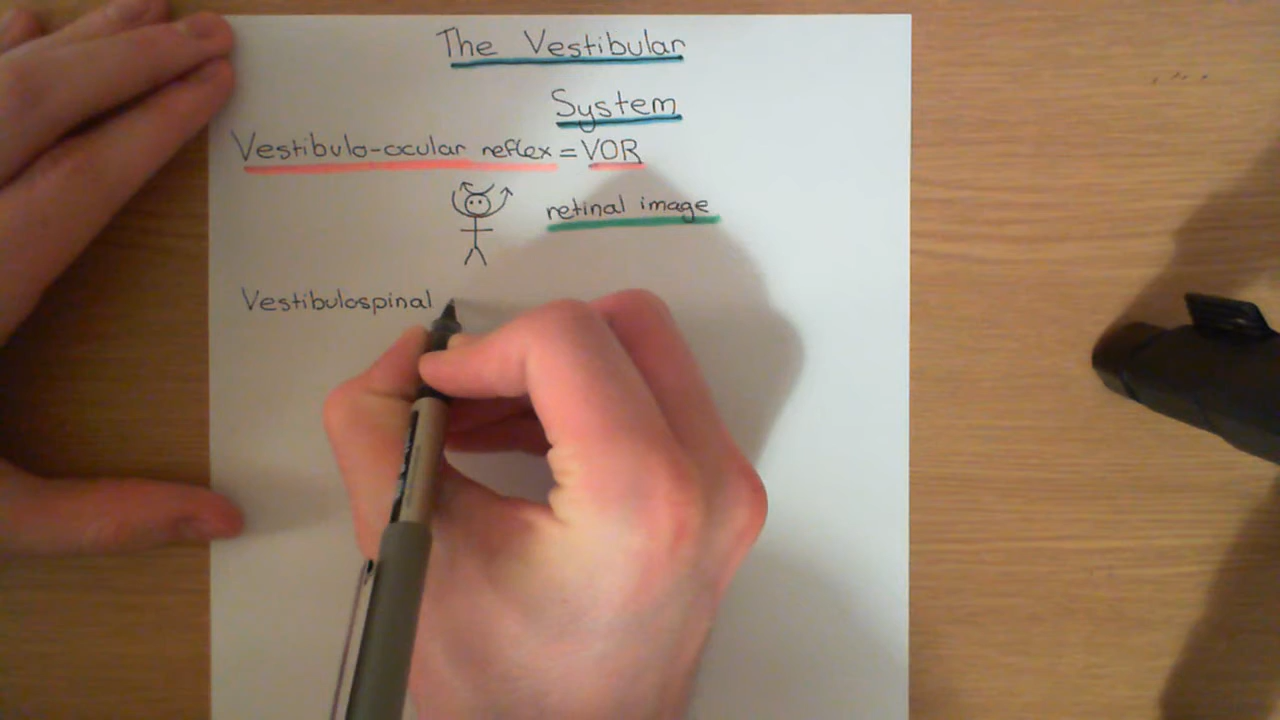 The Vestibular
System
Vestibulo-ocular reflex = VOR
retinal image
Vestibulospinal